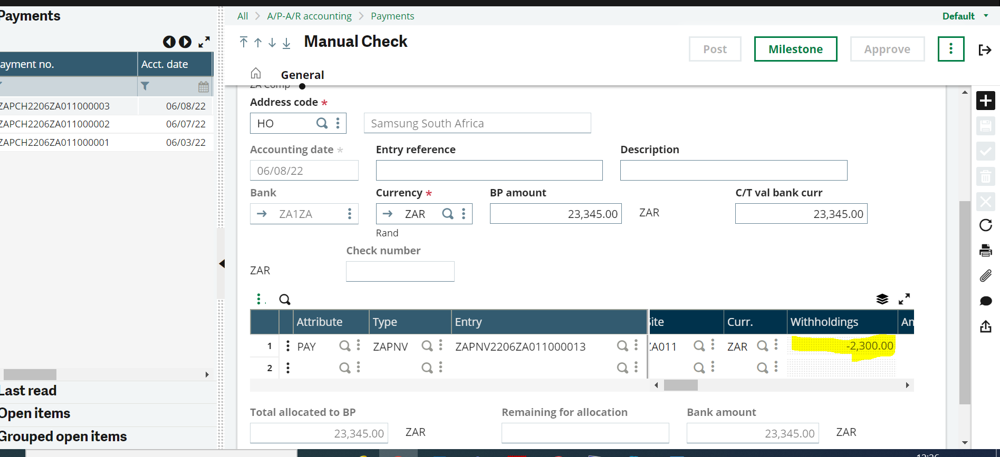 Payments
ayment no. Acct. date
ZAPCH2206ZA011000003 06/08/22
ZAPCH2206ZA011000002 06/07/22
ZAPCH2206ZA011000001 06/03/22
Last read
Open items
Grouped open items
All A/P-A/R accounting Payments
Default
Manual Check
Post Milestone Approve
General
ZA Comp
Address code *
HO Samsung South Africa
Accounting date * Entry reference Description
06/08/22
Bank Currency * BP amount C/T val bank curr
ZA1ZA ZAR 23,345.00 ZAR 23,345.00
Rand
Check number
ZAR
Attribute Type Entry ite Curr. Withholdings An
1 PAY ZAPNV ZAPNV2206ZA011000013 ZA011 ZAR -2,300.00
2
Total allocated to BP Remaining for allocation Bank amount
23,345.00 ZAR 23,345.00 ZAR